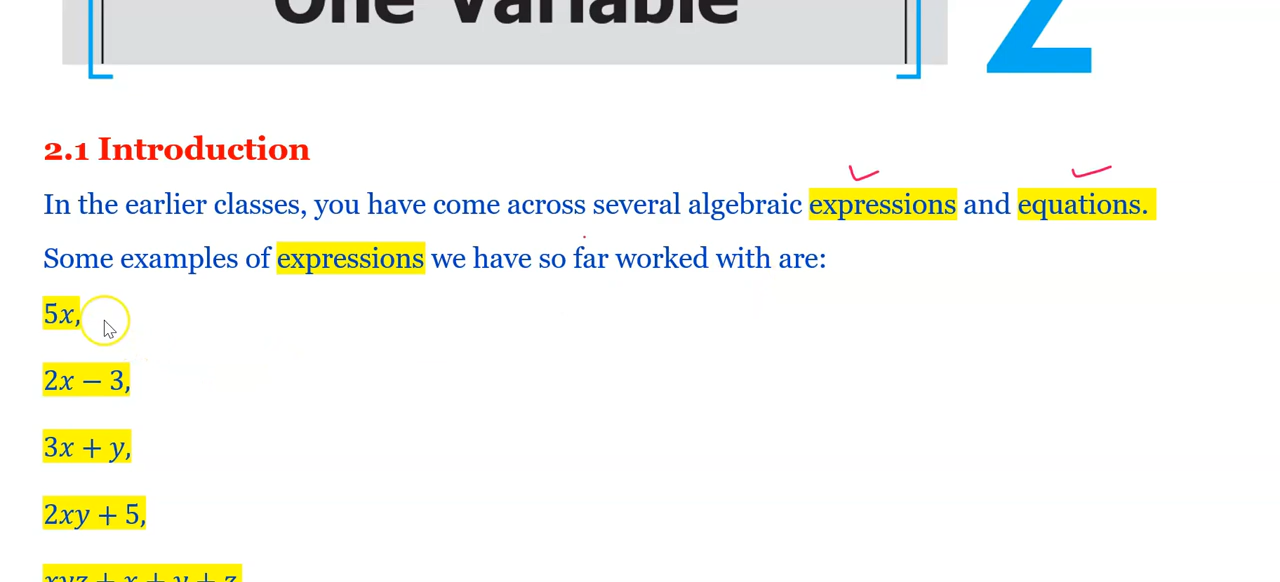 One Variable
2
2.1 Introduction
In the earlier classes, you have come across several algebraic expressions and equations.
Some examples of expressions we have so far worked with are:
5x,
2x − 3,
3x + y,
2xy + 5,
xyz + x + y + z